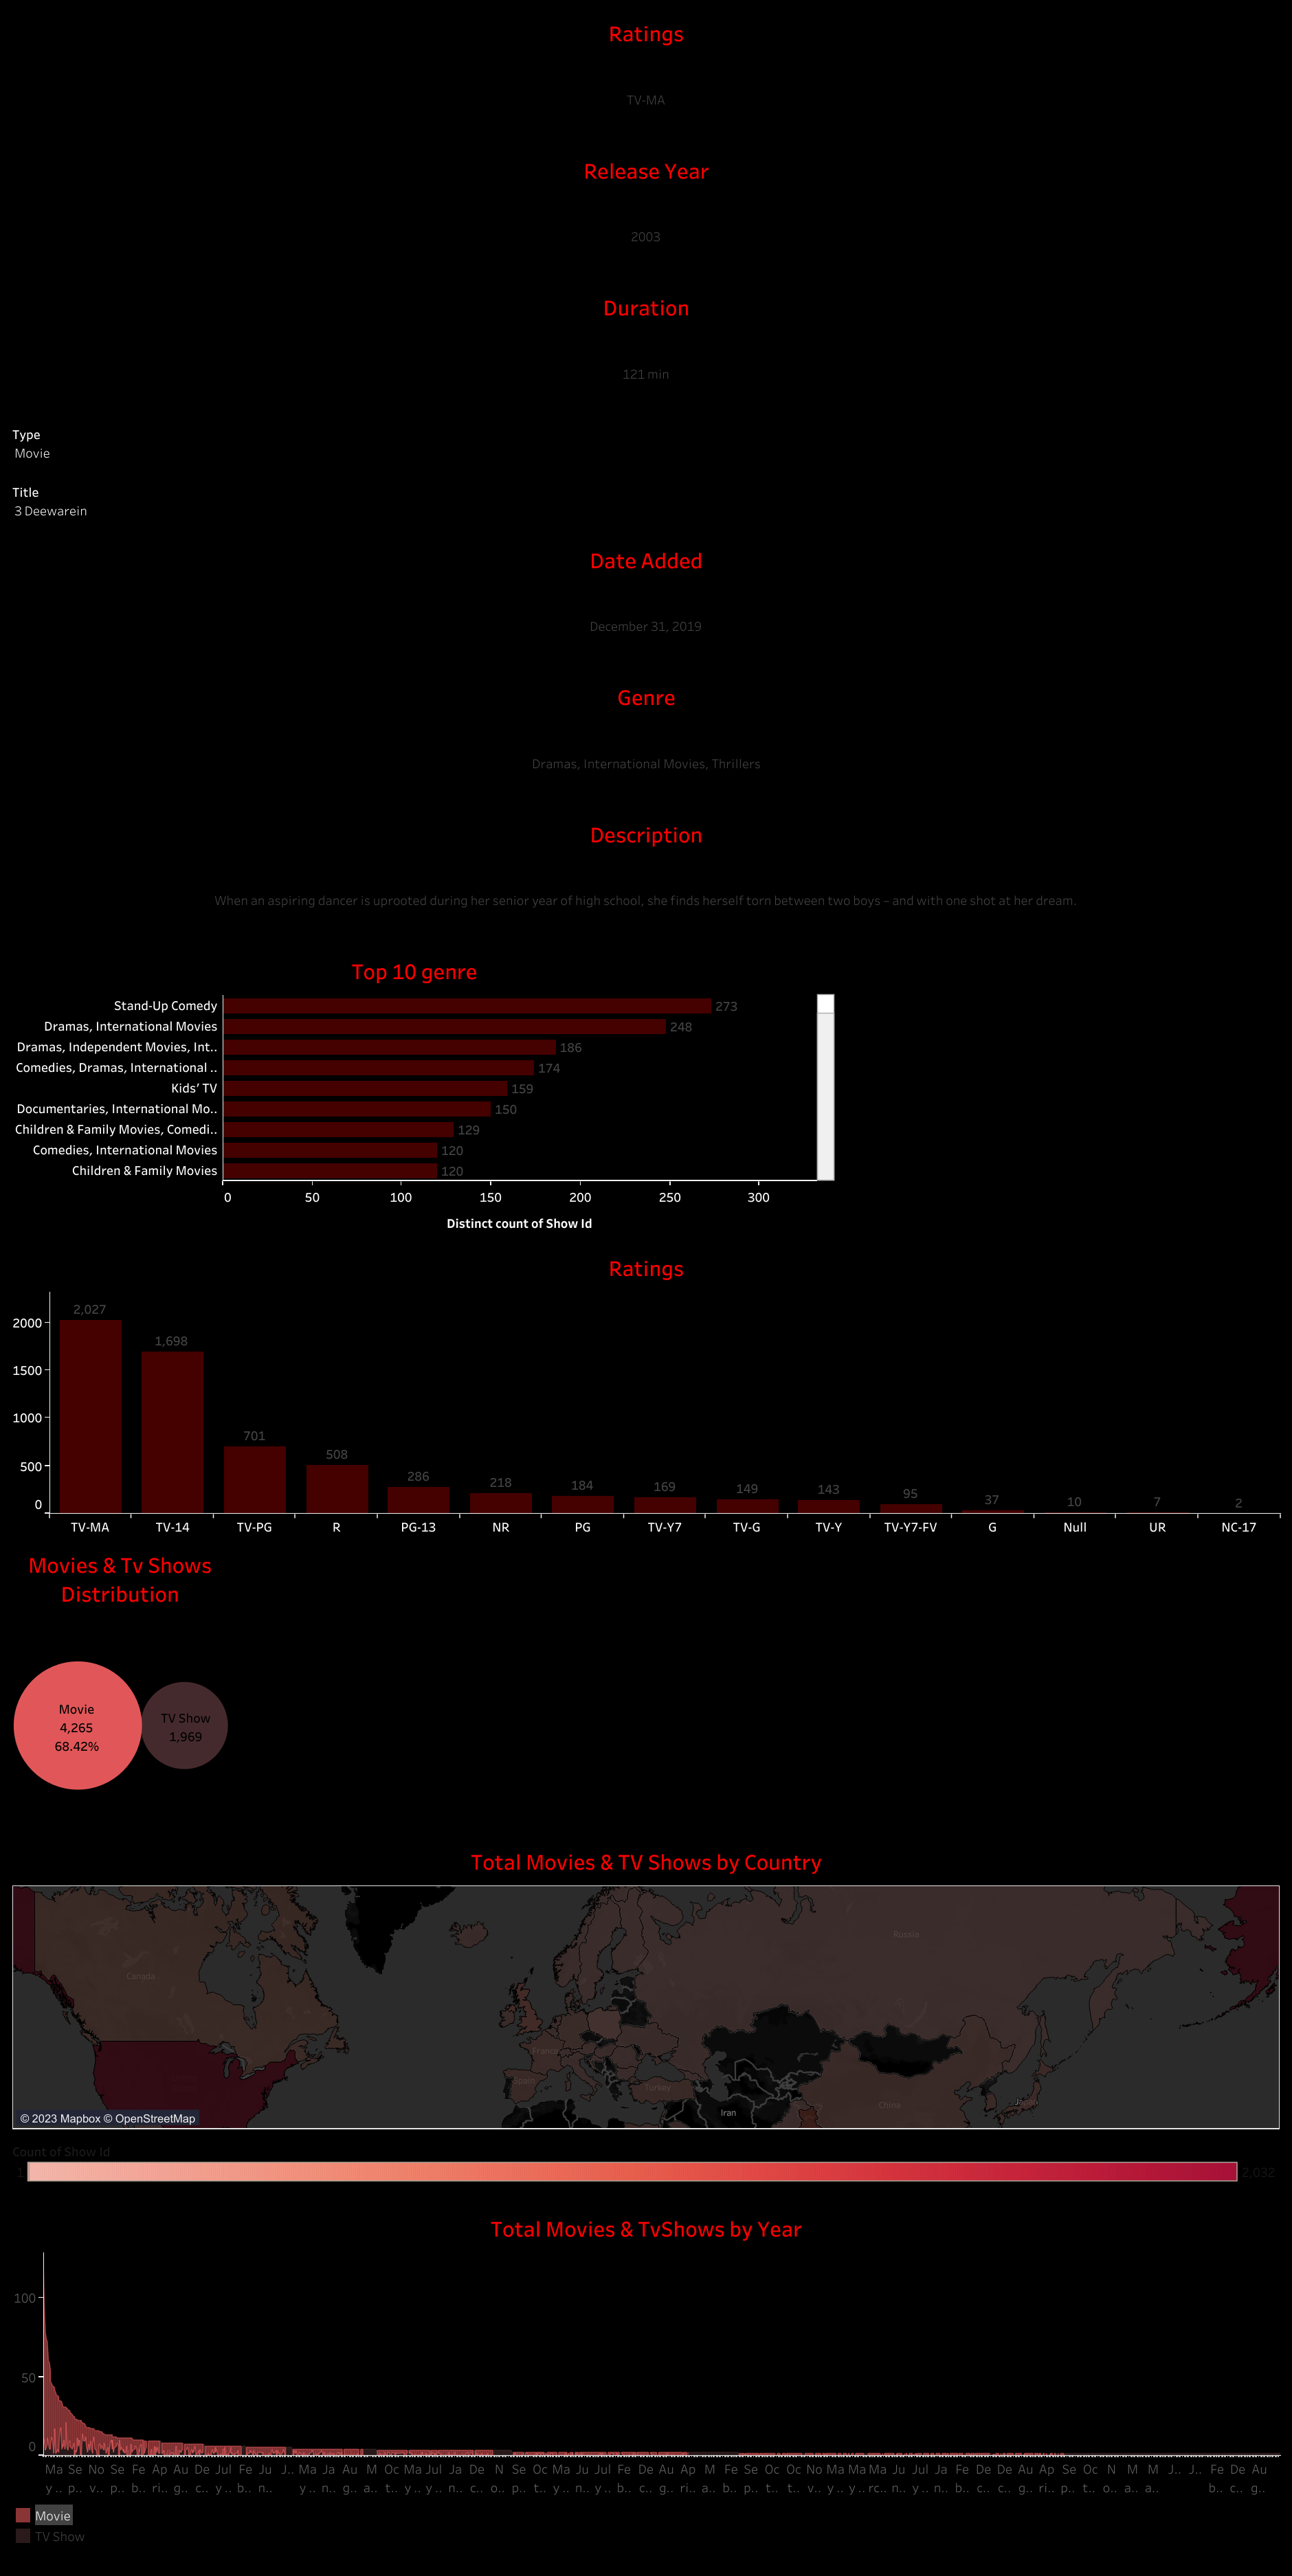 Ratings
TV-MA
Release Year
2003
Duration
121 min
Type
Movie
Title
3 Deewarein
Date Added
December 31, 2019
Genre
Dramas, International Movies, Thrillers
Description
When an aspiring dancer is uprooted during her senior year of high school, she finds herself torn between two boys – and with one shot at her dream.
Top 10 genre
Stand-Up Comedy 273
Dramas, International Movies 248
Dramas, Independent Movies, Int.. 186
Comedies, Dramas, International .. 174
Kids’ TV 159
Documentaries, International Mo.. 150
Children & Family Movies, Comedi.. 129
Comedies, International Movies 120
Children & Family Movies 120
0 50 100 150 200 250 300
Distinct count of Show Id
Ratings
2000
1500
1000
500
0
2,027 1,698 701 508 286 218 184 169 149 143 95 37 10 7 2
TV-MA TV-14 TV-PG R PG-13 NR PG TV-Y7 TV-G TV-Y TV-Y7-FV G Null UR NC-17
Movies & Tv Shows
Distribution
Movie
4,265
68.42%
TV Show
1,969
Total Movies & TV Shows by Country
Russia
Canada
France
Spain
Turkey
Iran
China
Japan
© 2023 Mapbox © OpenStreetMap
Count of Show Id
1 2,032
Total Movies & TvShows by Year
100
50
0
Ma Se No Se Fe Ap Au De Jul Fe Ju J.. Ma Ja Au M Oc Ma Jul Ja De N Se Oc Ma Ju Jul Fe De Au Ap M Fe Se Oc Oc No Ma Ma Ma Ju Jul Ja Fe De De Au Ap Se Oc N M M J.. J.. Fe De Au
y .. p.. v.. p.. b.. ri.. g.. c.. y .. b.. n.. y .. n.. g.. a.. t.. y .. y .. n.. c.. o.. p.. t.. y .. n.. y .. b.. c.. g.. ri.. a.. b.. p.. t.. t.. v.. y .. y .. rc.. n.. y .. n.. b.. c.. c.. g.. ri.. p.. t.. o.. a.. a.. b.. c.. g..
Movie
TV Show